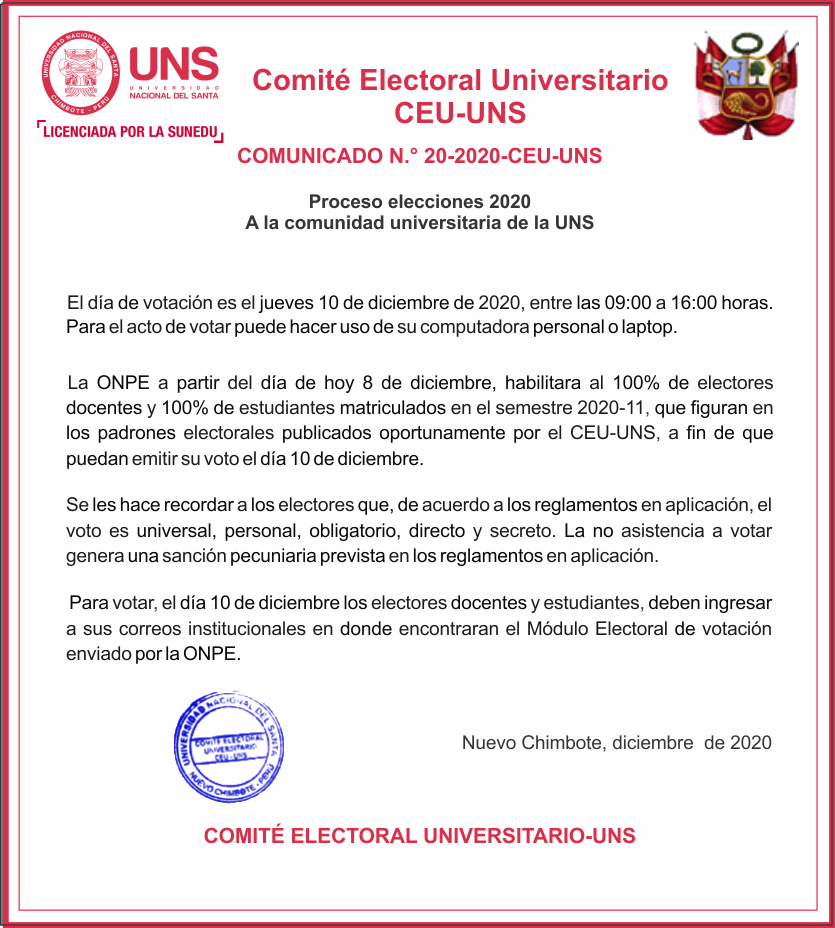 UNIVERSIDAD NACIONAL DEL SANTA
CHIMBOTE - PERÚ
UNS
UNIVERSIDAD
NACIONAL DEL SANTA
LICENCIADA POR LA SUNEDU
Comité Electoral Universitario
CEU-UNS
COMUNICADO N.° 20-2020-CEU-UNS
Proceso elecciones 2020
A la comunidad universitaria de la UNS
El día de votación es el jueves 10 de diciembre de 2020, entre las 09:00 a 16:00 horas.
Para el acto de votar puede hacer uso de su computadora personal o laptop.
La ONPE a partir del día de hoy 8 de diciembre, habilitara al 100% de electores
docentes y 100% de estudiantes matriculados en el semestre 2020-11, que figuran en
los padrones electorales publicados oportunamente por el CEU-UNS, a fin de que
puedan emitir su voto el día 10 de diciembre.
Se les hace recordar a los electores que, de acuerdo a los reglamentos en aplicación, el
voto es universal, personal, obligatorio, directo y secreto. La no asistencia a votar
genera una sanción pecuniaria prevista en los reglamentos en aplicación.
Para votar, el día 10 de diciembre los electores docentes y estudiantes, deben ingresar
a sus correos institucionales en donde encontraran el Módulo Electoral de votación
enviado por la ONPE.
UNIVERSIDAD NACIONAL DEL SANTA
COMITÉ ELECTORAL
UNIVERSITARIO
CEU-UNS
NUEVO CHIMBOTE - PERÚ
Nuevo Chimbote, diciembre de 2020
COMITÉ ELECTORAL UNIVERSITARIO-UNS